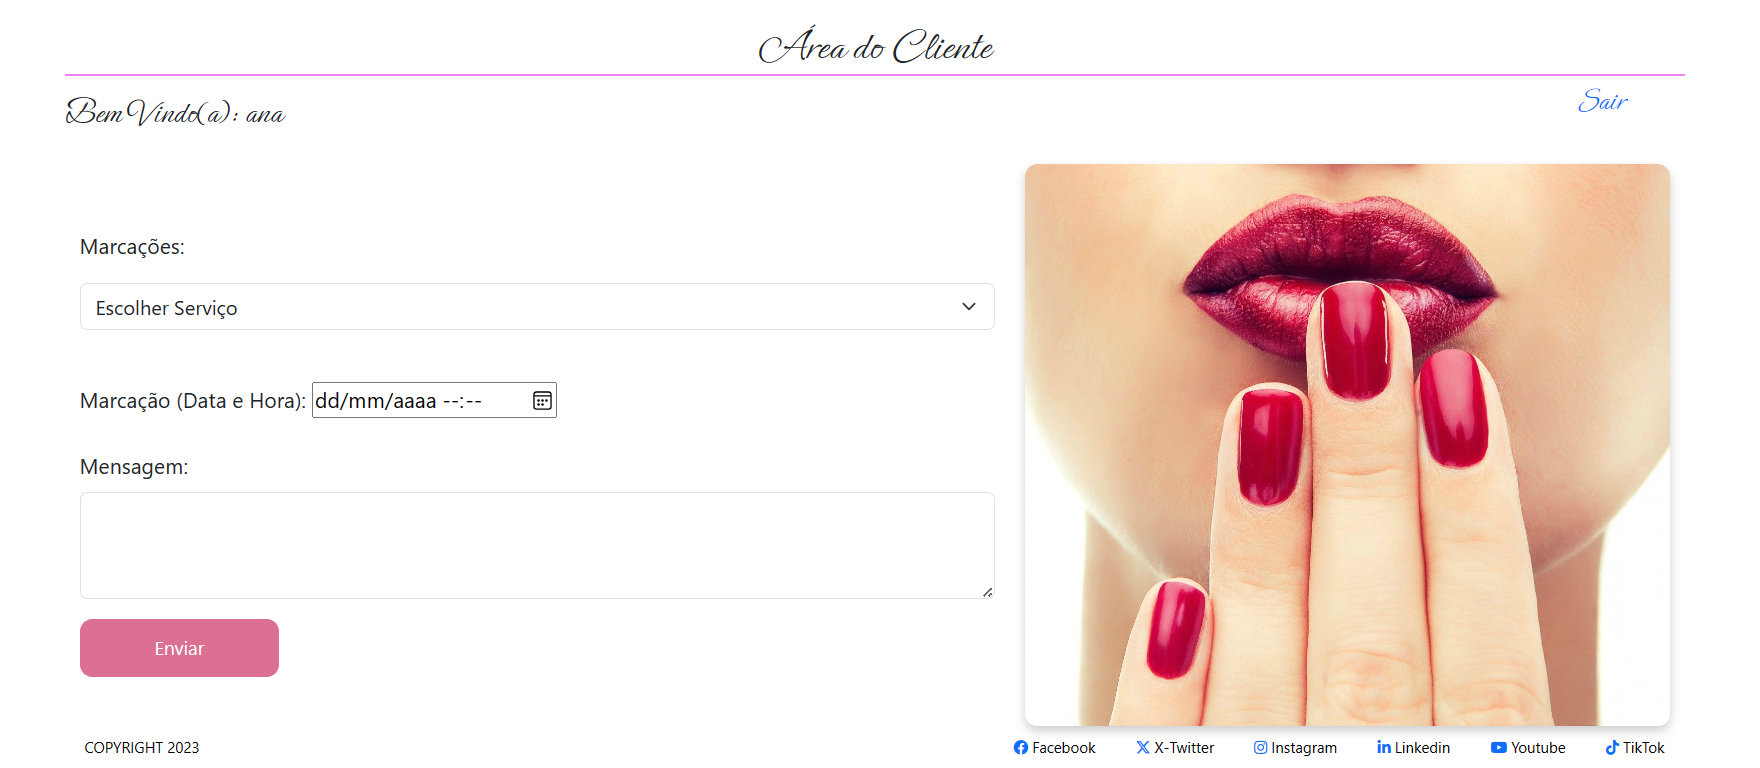 Área do Cliente
Bem Vindo(a): ana
Sair
Marcações:
Escolher Serviço
Marcação (Data e Hora): dd/mm/aaaa --:--
Mensagem:
Enviar
COPYRIGHT 2023
Facebook X-Twitter Instagram Linkedin Youtube TikTok